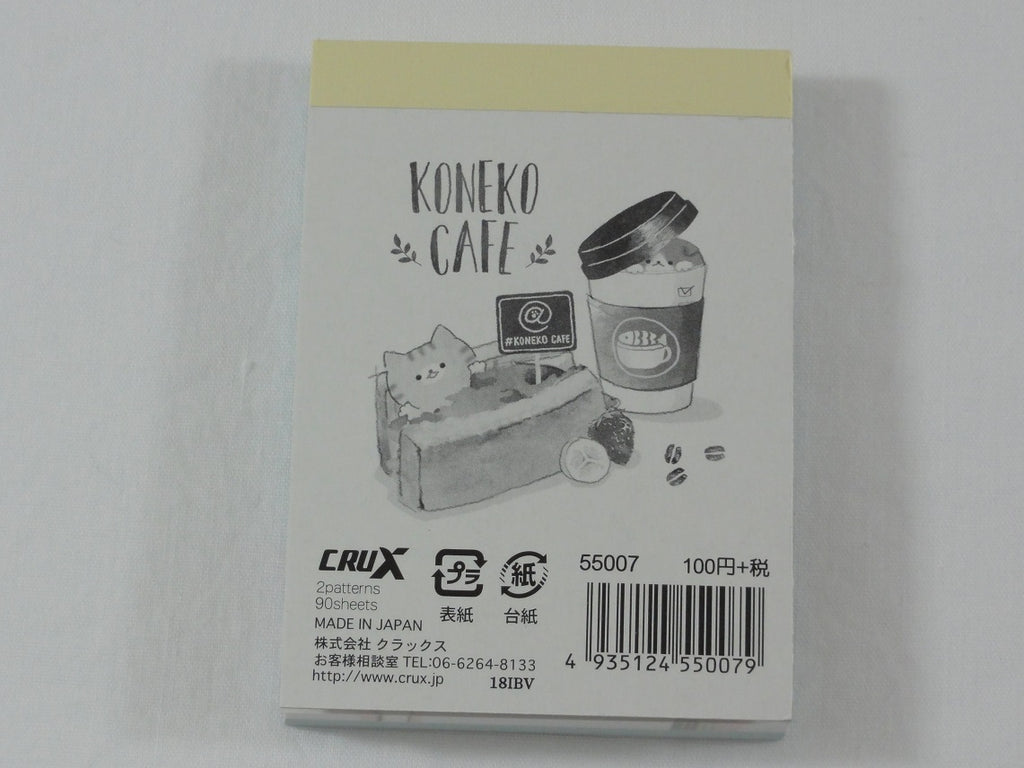 KONEKO
CAFE
@
#KONEKO CAFE
CRUX
2patterns
90sheets
MADE IN JAPAN
株式会社 クラックス
お客様相談室 TEL:06-6264-8133
http://www.crux.jp
18IBV
プラ
表紙
紙
台紙
55007
100円+税
4 935124 550079